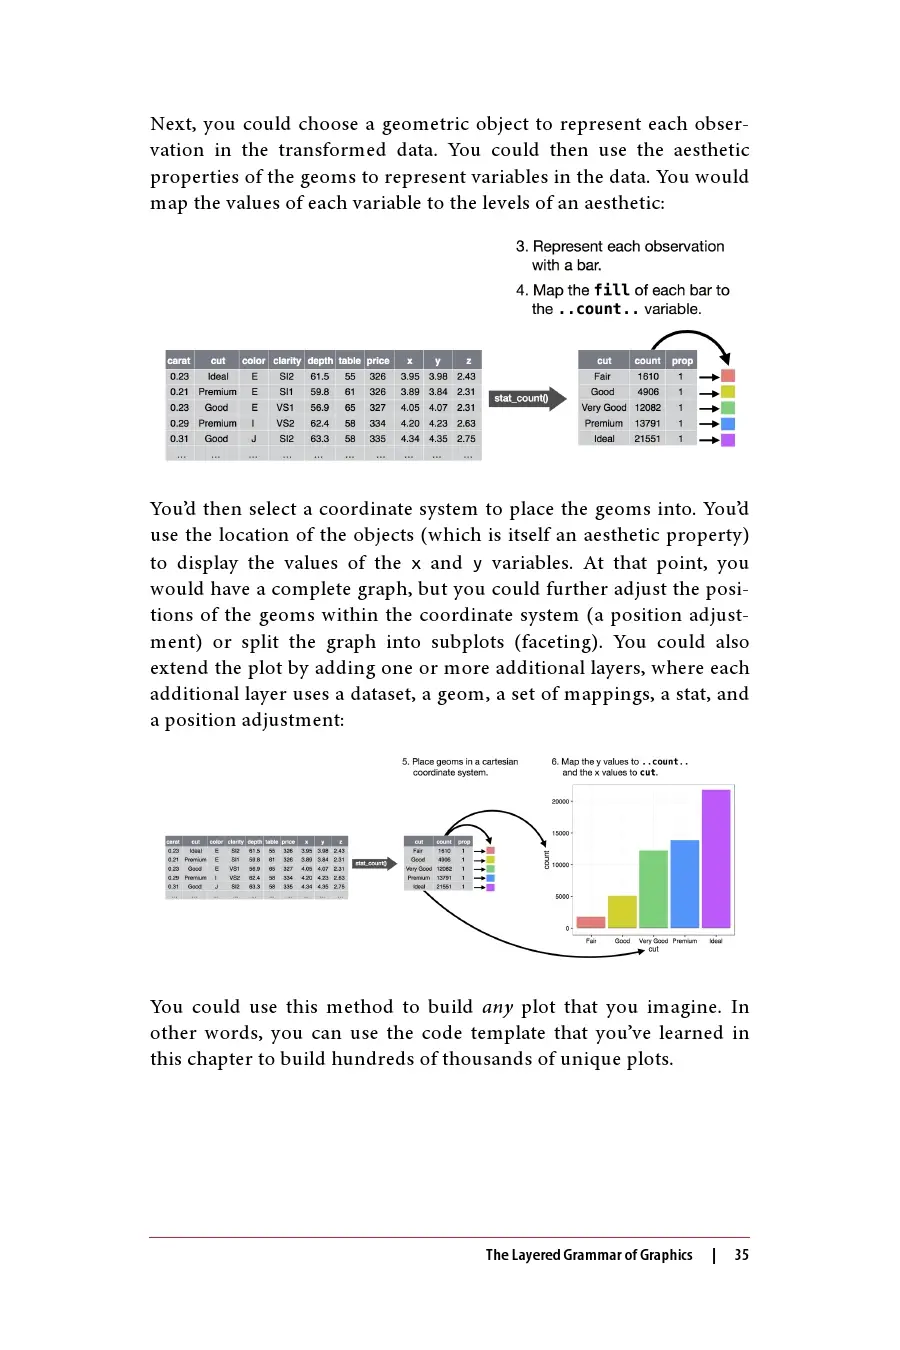 Next, you could choose a geometric object to represent each obser-
vation in the transformed data. You could then use the aesthetic
properties of the geoms to represent variables in the data. You would
map the values of each variable to the levels of an aesthetic:
3. Represent each observation
with a bar.
4. Map the fill of each bar to
the ..count.. variable.
carat cut color clarity depth table price x y z
0.23 Ideal E SI2 61.5 55 326 3.95 3.98 2.43
0.21 Premium E SI1 59.8 61 326 3.89 3.84 2.31
0.23 Good E VS1 56.9 65 327 4.05 4.07 2.31
0.29 Premium I VS2 62.4 58 334 4.20 4.23 2.63
0.31 Good J SI2 63.3 58 335 4.34 4.35 2.75
... ... ... ... ... ... ... ... ... ...
stat_count()
cut count prop
Fair 1610 1
Good 4906 1
Very Good 12082 1
Premium 13791 1
Ideal 21551 1
You’d then select a coordinate system to place the geoms into. You’d
use the location of the objects (which is itself an aesthetic property)
to display the values of the x and y variables. At that point, you
would have a complete graph, but you could further adjust the posi-
tions of the geoms within the coordinate system (a position adjust-
ment) or split the graph into subplots (faceting). You could also
extend the plot by adding one or more additional layers, where each
additional layer uses a dataset, a geom, a set of mappings, a stat, and
a position adjustment:
5. Place geoms in a cartesian
coordinate system.
6. Map the y values to ..count..
and the x values to cut.
carat cut color clarity depth table price x y z
0.23 Ideal E SI2 61.5 55 326 3.95 3.98 2.43
0.21 Premium E SI1 59.8 61 326 3.89 3.84 2.31
0.23 Good E VS1 56.9 65 327 4.05 4.07 2.31
0.29 Premium I VS2 62.4 58 334 4.20 4.23 2.63
0.31 Good J SI2 63.3 58 335 4.34 4.35 2.75
... ... ... ... ... ... ... ... ... ...
stat_count()
cut count prop
Fair 1610 1
Good 4906 1
Very Good 12082 1
Premium 13791 1
Ideal 21551 1
20000
15000
10000
5000
0
count
Fair Good Very Good Premium Ideal
cut
You could use this method to build any plot that you imagine. In
other words, you can use the code template that you’ve learned in
this chapter to build hundreds of thousands of unique plots.
The Layered Grammar of Graphics | 35